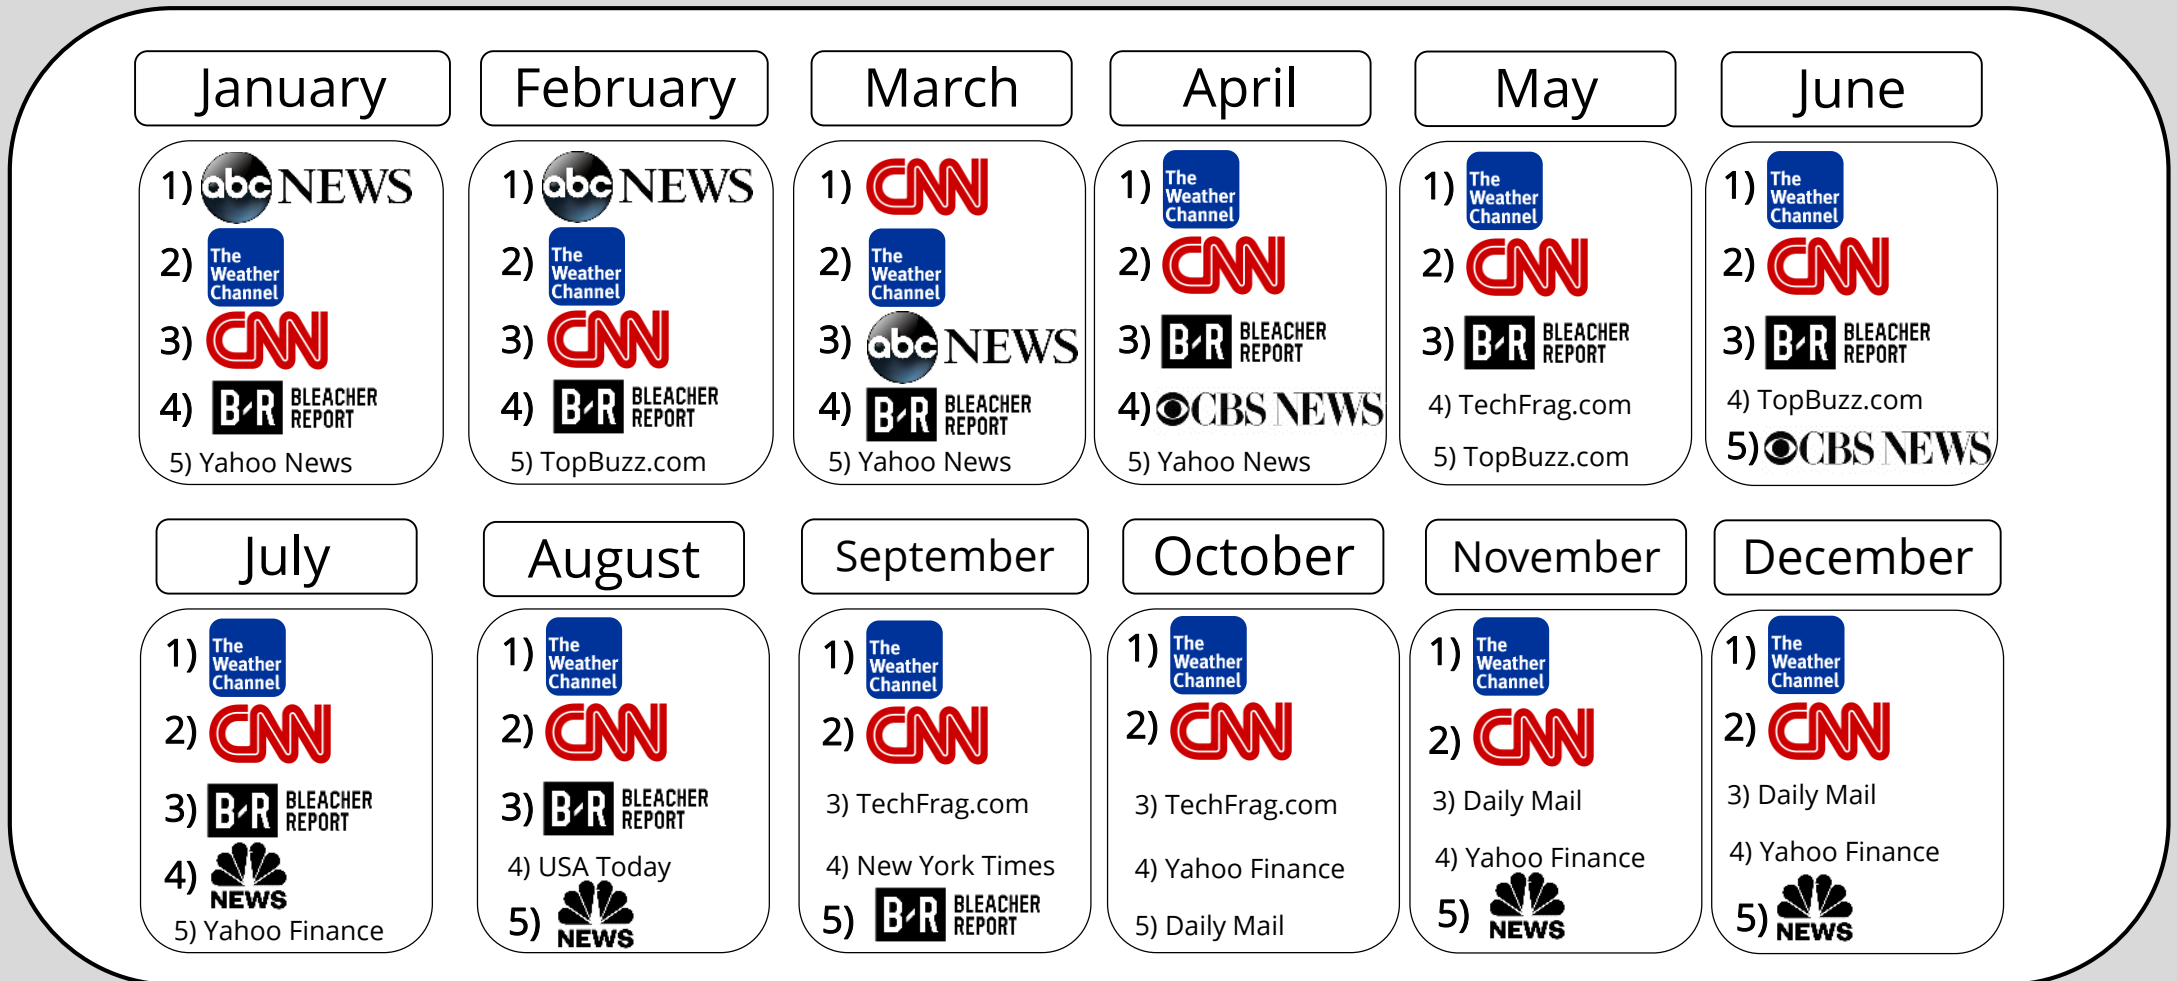 January
February
March
April
May
June
1) abc NEWS
2) The
Weather
Channel
3) CNN
4) B/R BLEACHER
REPORT
5) Yahoo News
1) abc NEWS
2) The
Weather
Channel
3) CNN
4) B/R BLEACHER
REPORT
5) TopBuzz.com
1) CNN
2) The
Weather
Channel
3) abc NEWS
4) B/R BLEACHER
REPORT
5) Yahoo News
1) The
Weather
Channel
2) CNN
3) B/R BLEACHER
REPORT
4) CBS NEWS
5) Yahoo News
1) The
Weather
Channel
2) CNN
3) B/R BLEACHER
REPORT
4) TechFrag.com
5) TopBuzz.com
1) The
Weather
Channel
2) CNN
3) B/R BLEACHER
REPORT
4) TopBuzz.com
5) CBS NEWS
July
August
September
October
November
December
1) The
Weather
Channel
2) CNN
3) B/R BLEACHER
REPORT
4) NEWS
5) Yahoo Finance
1) The
Weather
Channel
2) CNN
3) B/R BLEACHER
REPORT
4) USA Today
5) NEWS
1) The
Weather
Channel
2) CNN
3) TechFrag.com
4) New York Times
5) B/R BLEACHER
REPORT
1) The
Weather
Channel
2) CNN
3) TechFrag.com
4) Yahoo Finance
5) Daily Mail
1) The
Weather
Channel
2) CNN
3) Daily Mail
4) Yahoo Finance
5) NEWS
1) The
Weather
Channel
2) CNN
3) Daily Mail
4) Yahoo Finance
5) NEWS